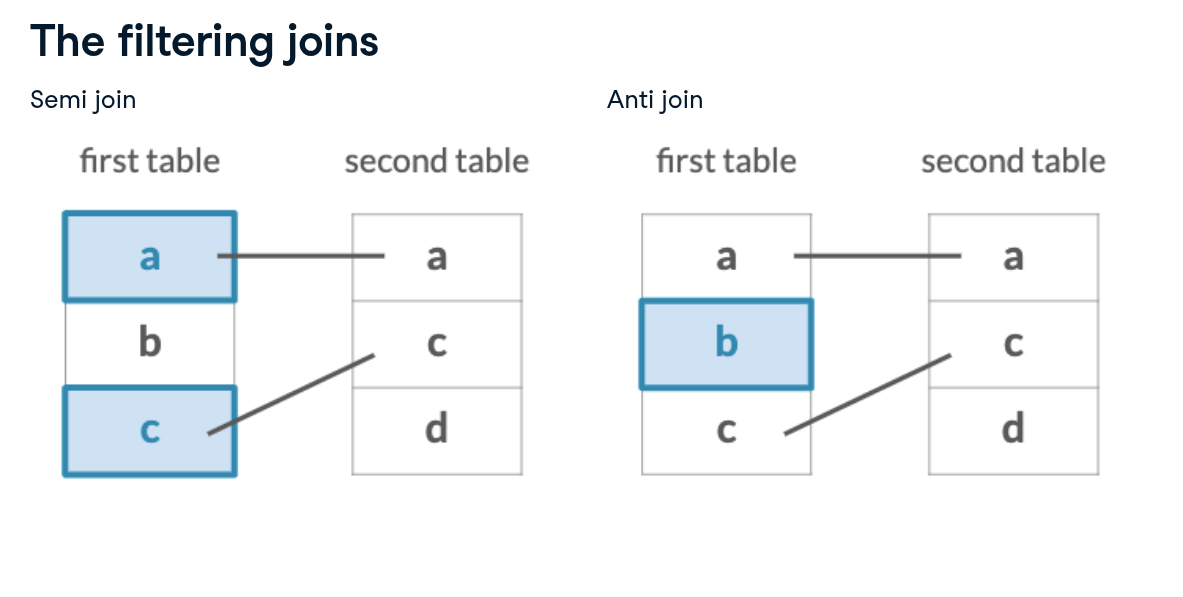 The filtering joins
Semi join
Anti join
first table
second table
first table
second table
a
a
b
c
c
d
a
a
b
c
c
d